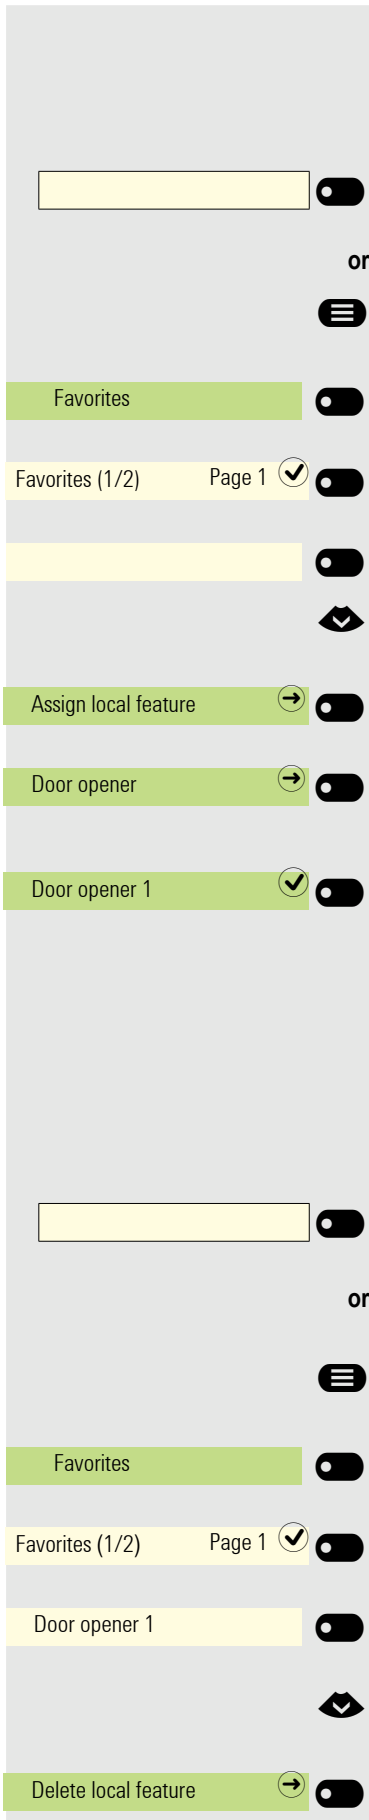 or
Favorites
Favorites (1/2) Page 1
Assign local feature
Door opener
Door opener 1
or
Favorites
Favorites (1/2) Page 1
Door opener 1
Delete local feature